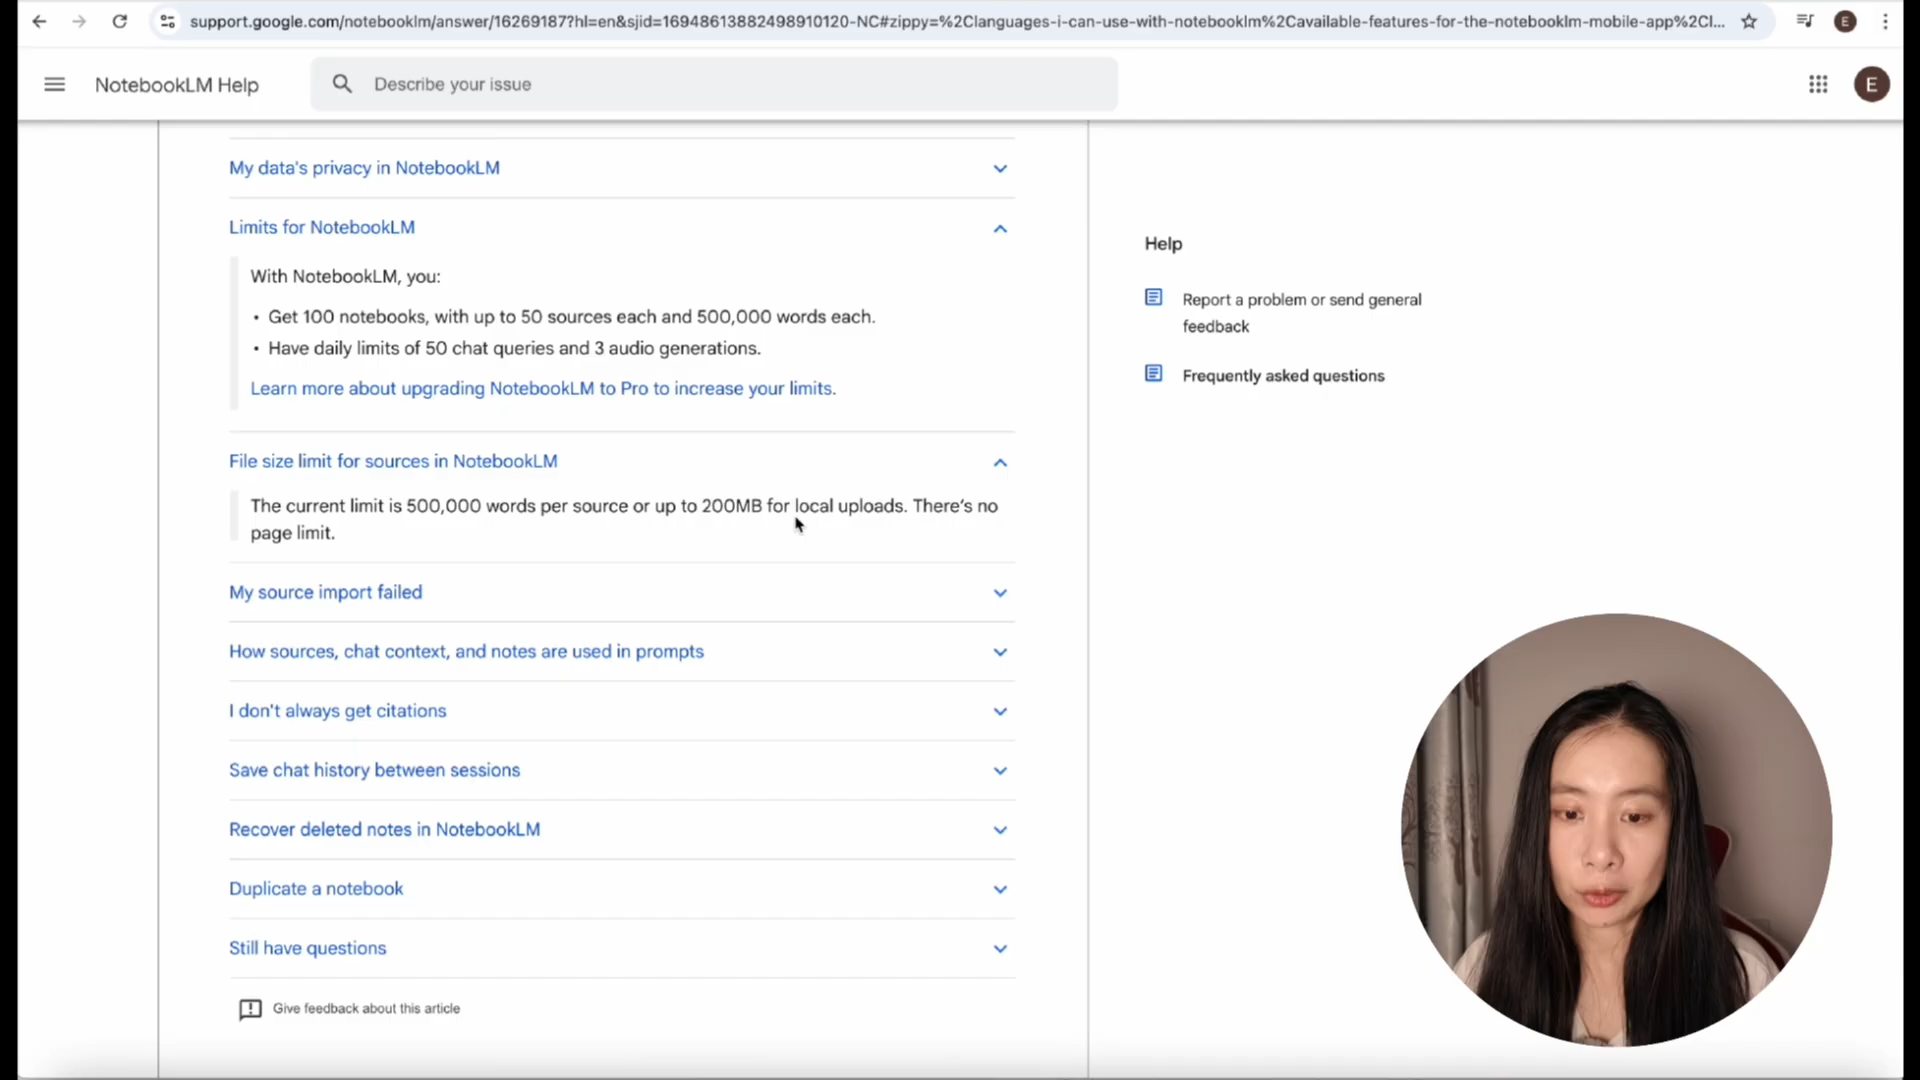 support.google.com/notebooklm/answer/16269187?hl=en&sjid=16948613882498910120-NC#zippy=%2Clanguages-i-can-use-with-notebooklm%2Cavailable-features-for-the-notebooklm-mobile-app%2Cl...
E
NotebookLM Help
Describe your issue
E
My data's privacy in NotebookLM
Limits for NotebookLM
With NotebookLM, you:
• Get 100 notebooks, with up to 50 sources each and 500,000 words each.
• Have daily limits of 50 chat queries and 3 audio generations.
Learn more about upgrading NotebookLM to Pro to increase your limits.
File size limit for sources in NotebookLM
The current limit is 500,000 words per source or up to 200MB for local uploads. There's no
page limit.
My source import failed
How sources, chat context, and notes are used in prompts
I don't always get citations
Save chat history between sessions
Recover deleted notes in NotebookLM
Duplicate a notebook
Still have questions
Give feedback about this article
Help
Report a problem or send general
feedback
Frequently asked questions